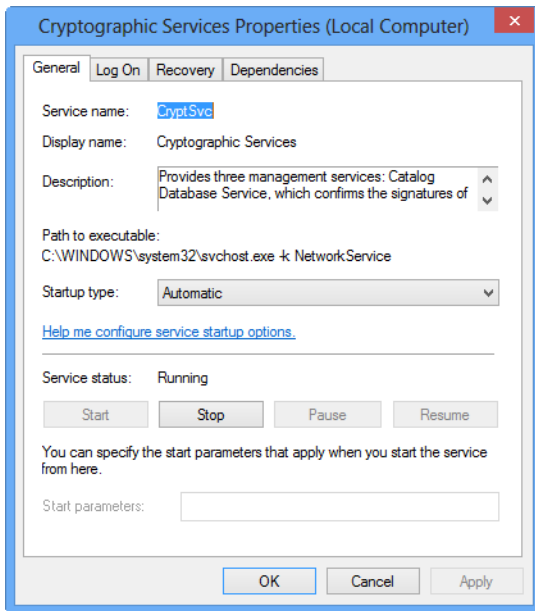 Cryptographic Services Properties (Local Computer)
General Log On Recovery Dependencies
Service name: CryptSvc
Display name: Cryptographic Services
Description: Provides three management services: Catalog
Database Service, which confirms the signatures of
Path to executable:
C:\WINDOWS\system32\svchost.exe -k NetworkService
Startup type: Automatic
Help me configure service startup options.
Service status: Running
Start Stop Pause Resume
You can specify the start parameters that apply when you start the service
from here.
Start parameters:
OK Cancel Apply